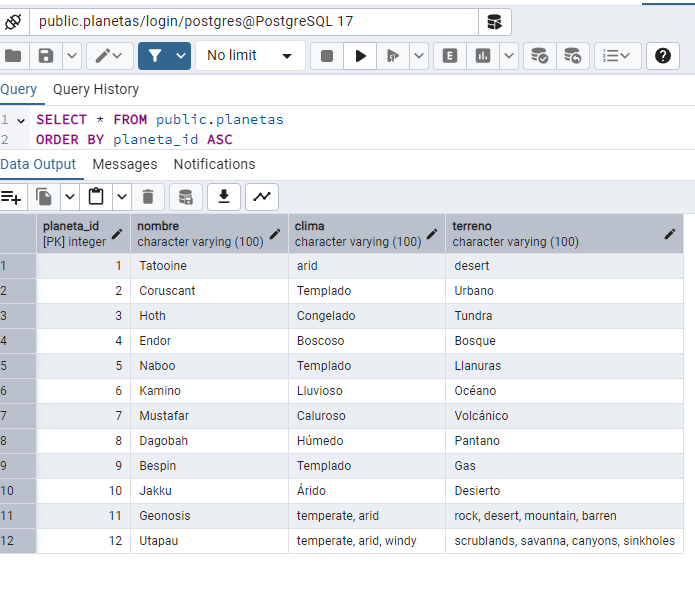 public.planetas/login/postgres@PostgreSQL 17
No limit
E
Query Query History
1 SELECT * FROM public.planetas
2 ORDER BY planeta_id ASC
Data Output Messages Notifications
planeta_id nombre clima terreno
[PK] integer character varying (100) character varying (100) character varying (100)
1 1 Tatooine arid desert
2 2 Coruscant Templado Urbano
3 3 Hoth Congelado Tundra
4 4 Endor Boscoso Bosque
5 5 Naboo Templado Llanuras
6 6 Kamino Lluvioso Océano
7 7 Mustafar Caluroso Volcánico
8 8 Dagobah Húmedo Pantano
9 9 Bespin Templado Gas
10 10 Jakku Árido Desierto
11 11 Geonosis temperate, arid rock, desert, mountain, barren
12 12 Utapau temperate, arid, windy scrublands, savanna, canyons, sinkholes